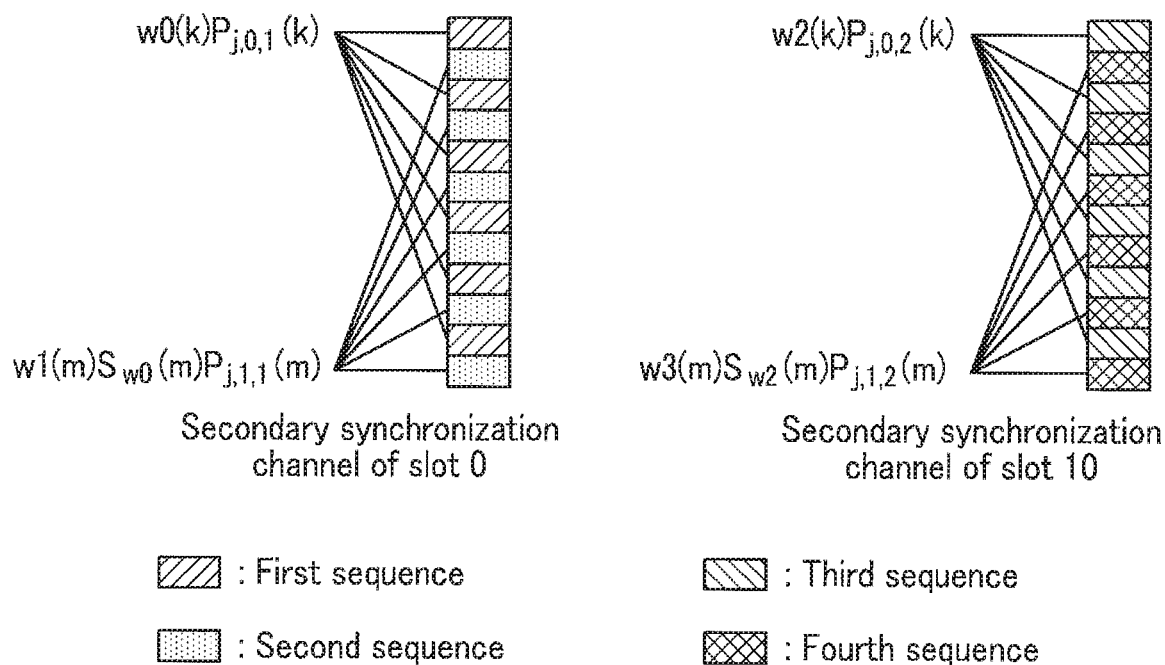 w0(k)P_{j,0,1}(k)
w2(k)P_{j,0,2}(k)
w1(m)S_{w0}(m)P_{j,1,1}(m)
w3(m)S_{w2}(m)P_{j,1,2}(m)
Secondary synchronization
channel of slot 0
Secondary synchronization
channel of slot 10
: First sequence
: Third sequence
: Second sequence
: Fourth sequence